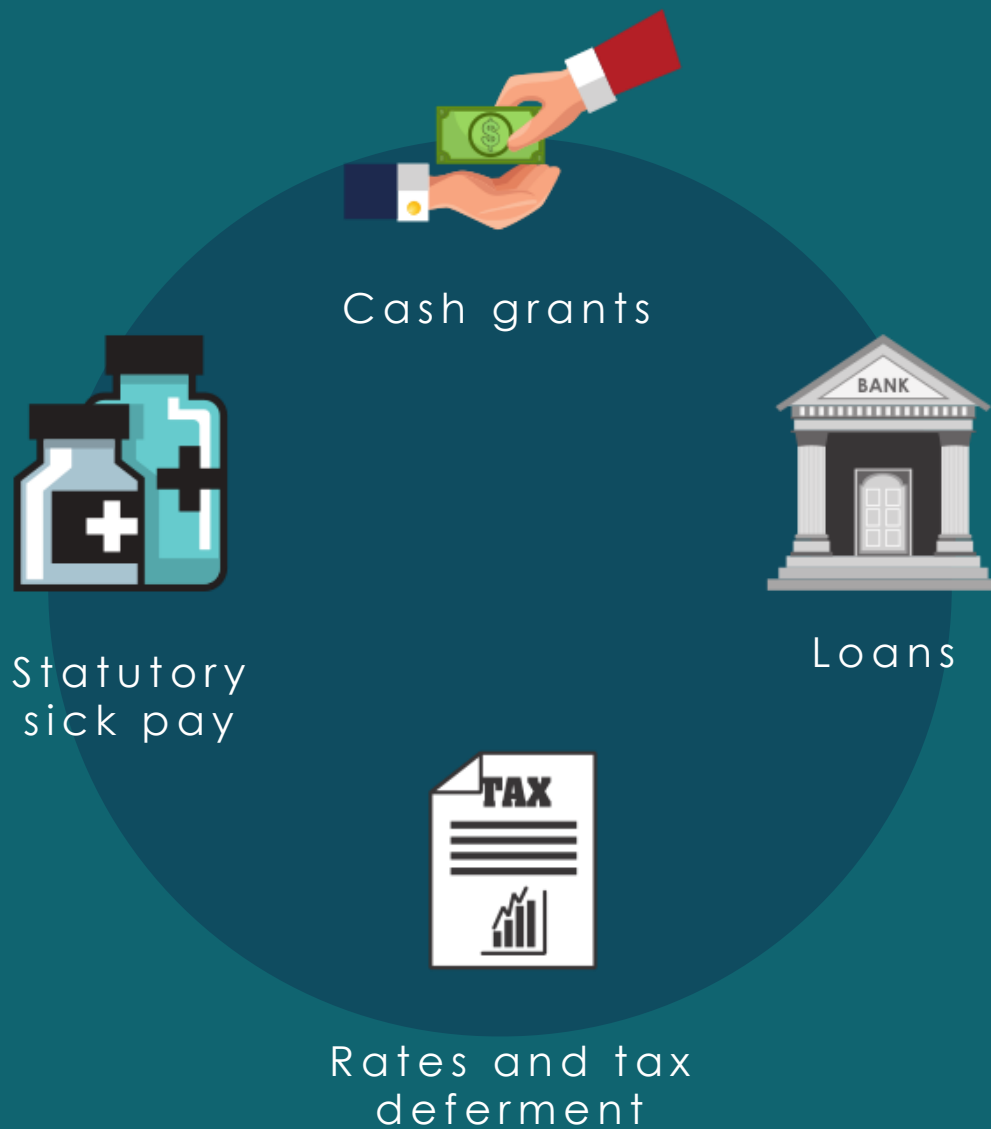 Cash grants
BANK
Loans
Statutory
sick pay
TAX
Rates and tax
deferment